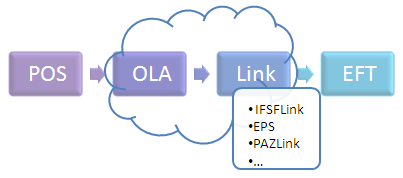 POS OLA Link EFT
•IFSFLink
•EPS
•PAZLink
•...